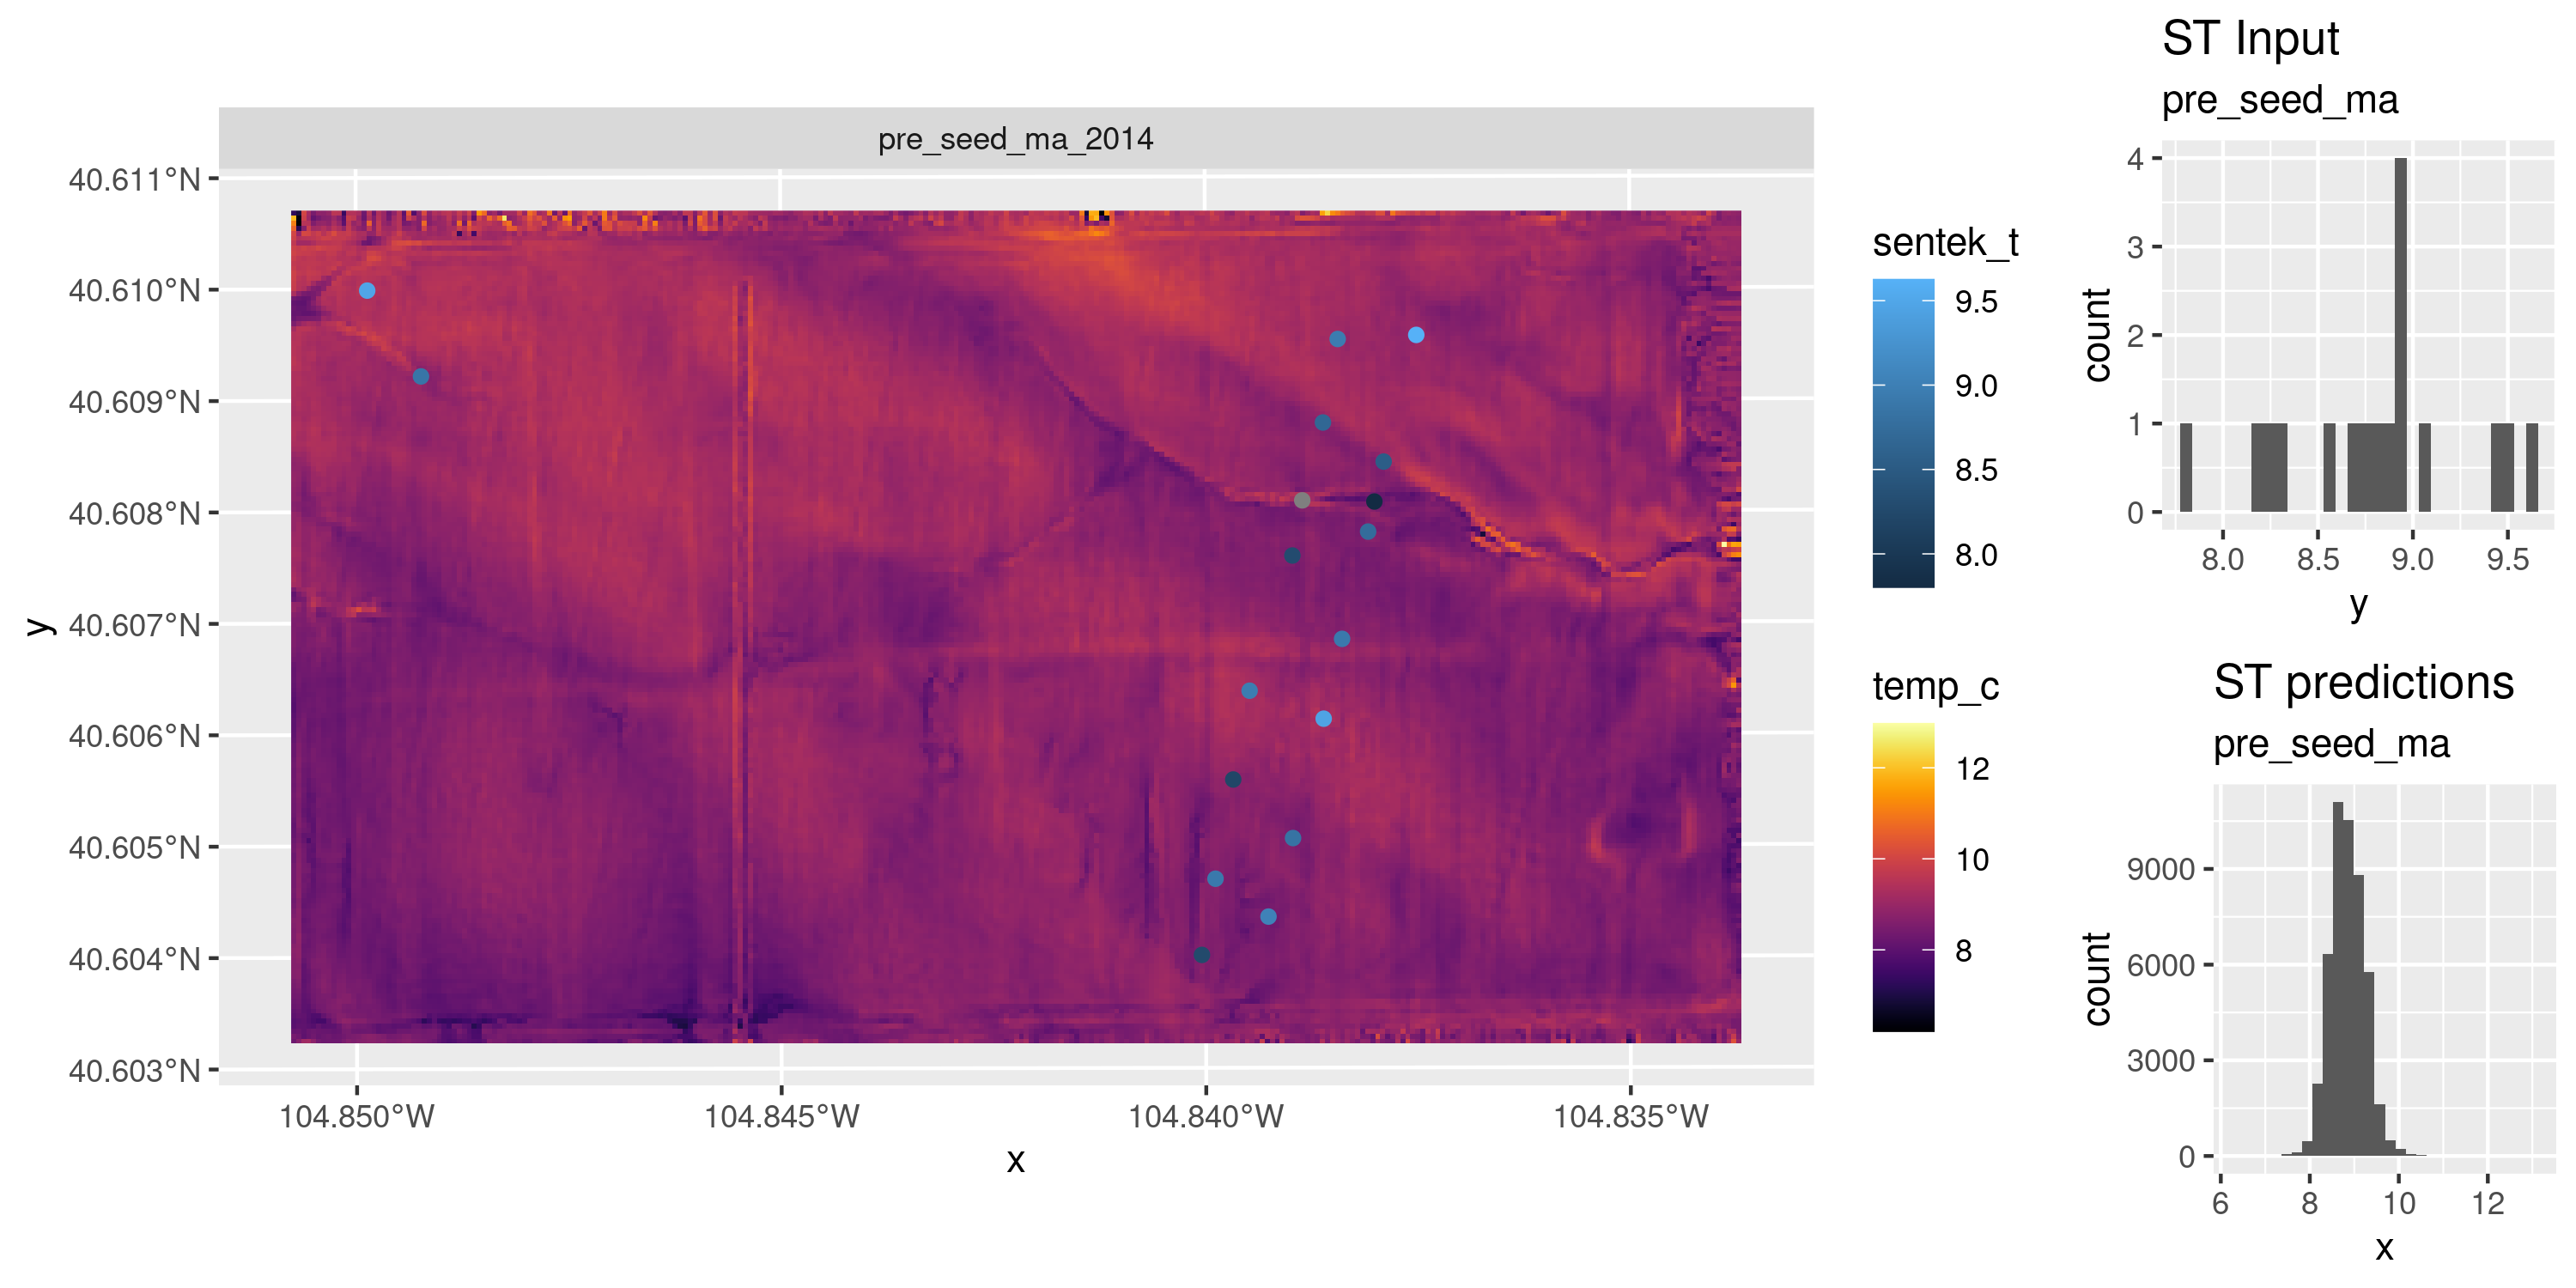 pre_seed_ma_2014
40.611°N
40.610°N
40.609°N
40.608°N
40.607°N
40.606°N
40.605°N
40.604°N
40.603°N
y
104.850°W 104.845°W 104.840°W 104.835°W
x
sentek_t
9.5
9.0
8.5
8.0
temp_c
12
10
8
ST Input
pre_seed_ma
4
3
2
1
0
count
8.0 8.5 9.0 9.5
y
ST predictions
pre_seed_ma
9000
6000
3000
0
count
6 8 10 12
x